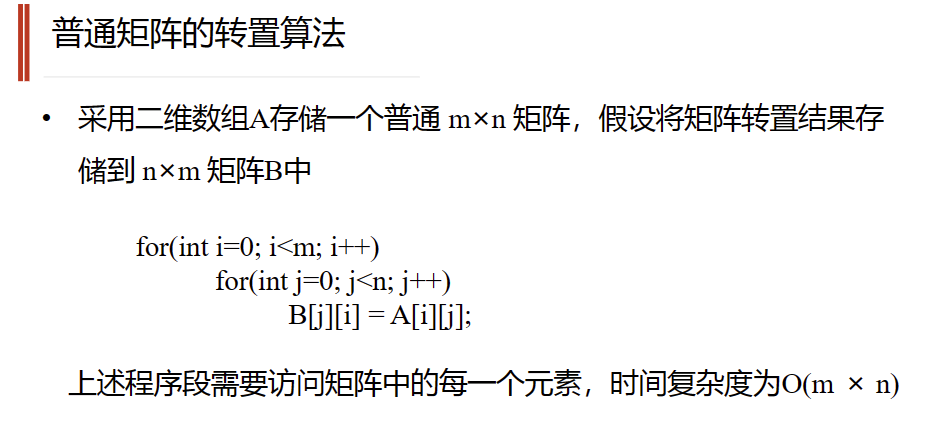 普通矩阵的转置算法
• 采用二维数组A存储一个普通 m×n 矩阵，假设将矩阵转置结果存
储到 n×m 矩阵B中
for(int i=0; i<m; i++)
for(int j=0; j<n; j++)
B[j][i] = A[i][j];
上述程序段需要访问矩阵中的每一个元素，时间复杂度为O(m × n)